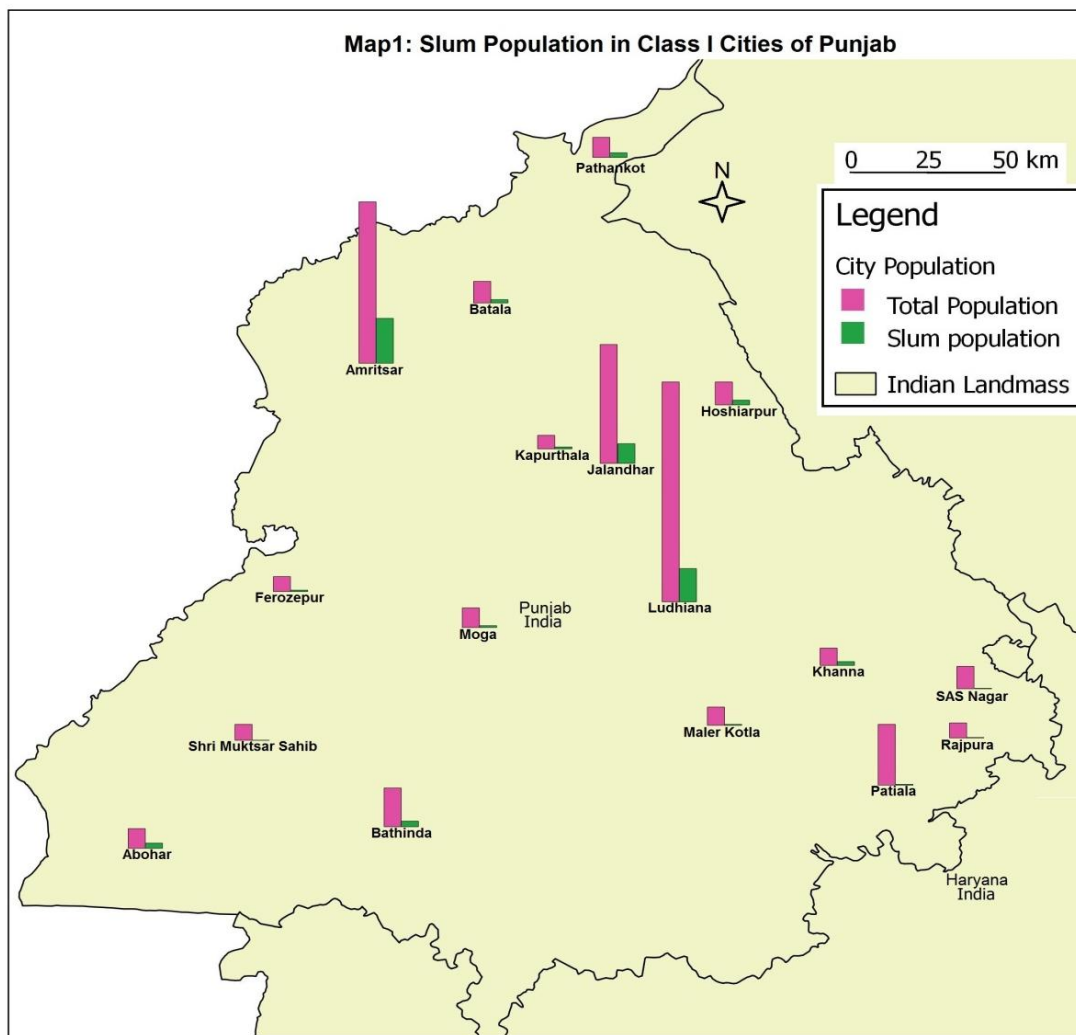 Map1: Slum Population in Class I Cities of Punjab
Pathankot
N
0 25 50 km
Legend
City Population
Total Population
Slum population
Indian Landmass
Batala
Amritsar
Hoshiarpur
Kapurthala
Jalandhar
Ferozepur
Ludhiana
Moga
Punjab
India
Khanna
SAS Nagar
Maler Kotla
Shri Muktsar Sahib
Rajpura
Patiala
Bathinda
Abohar
Haryana
India